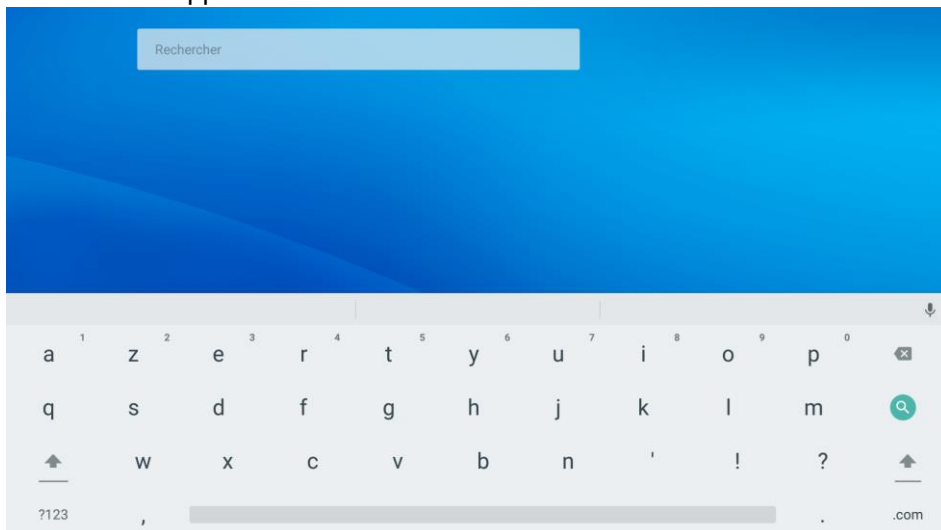 Rechercher
a 1 z 2 e 3 r 4 t 5 y 6 u 7 i 8 o 9 p 0
q s d f g h j k l m
w x c v b n ' ! ?
?123 , . .com